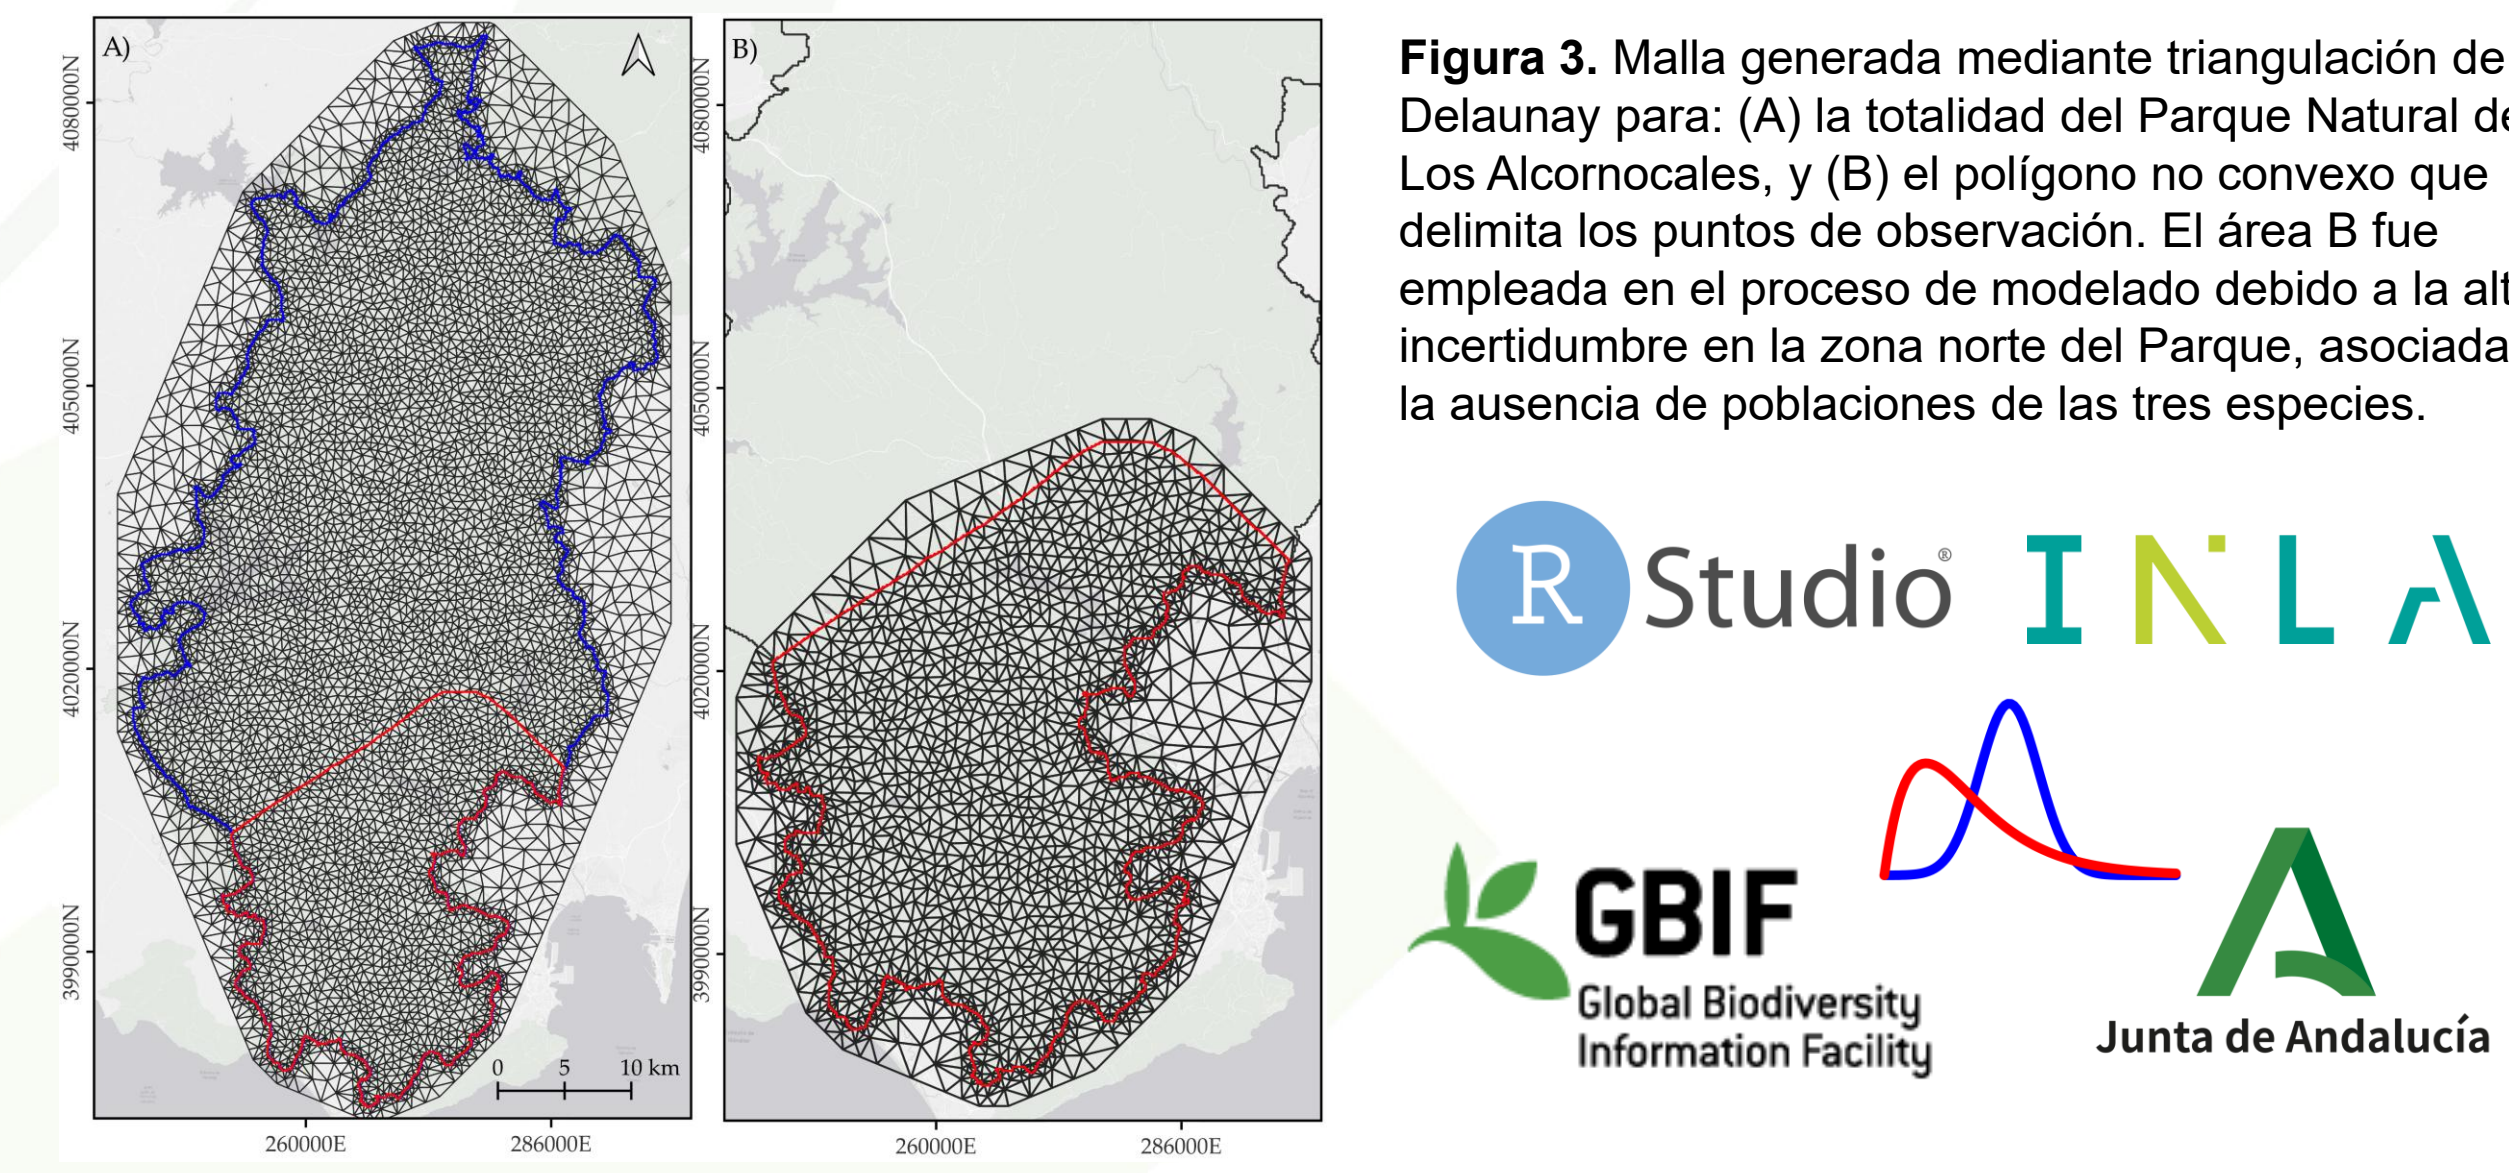 A)
B)
4080000N
4050000N
4020000N
3990000N
4080000N
4050000N
4020000N
3990000N
0 5 10 km
260000E 286000E
260000E 286000E
Figura 3. Malla generada mediante triangulación de
Delaunay para: (A) la totalidad del Parque Natural de
Los Alcornocales, y (B) el polígono no convexo que
delimita los puntos de observación. El área B fue
empleada en el proceso de modelado debido a la alt
incertidumbre en la zona norte del Parque, asociada
la ausencia de poblaciones de las tres especies.
R Studio®
INLA
GBIF
Global Biodiversity
Information Facility
Junta de Andalucía